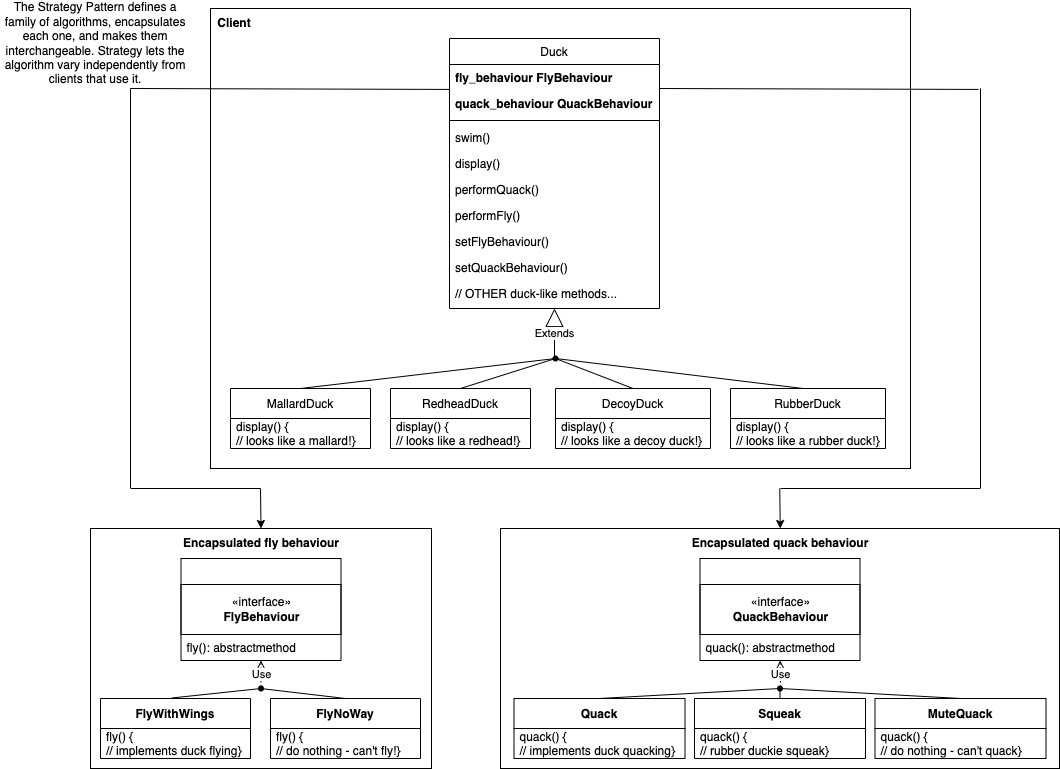 The Strategy Pattern defines a
family of algorithms, encapsulates
each one, and makes them
interchangeable. Strategy lets the
algorithm vary independently from
clients that use it.
Client
Duck
fly_behaviour FlyBehaviour
quack_behaviour QuackBehaviour
swim()
display()
performQuack()
performFly()
setFlyBehaviour()
setQuackBehaviour()
// OTHER duck-like methods...
Extends
MallardDuck
display() {
// looks like a mallard!}
RedheadDuck
display() {
// looks like a redhead!}
DecoyDuck
display() {
// looks like a decoy duck!}
RubberDuck
display() {
// looks like a rubber duck!}
Encapsulated fly behaviour
«interface»
FlyBehaviour
fly(): abstractmethod
Use
FlyWithWings
fly() {
// implements duck flying}
FlyNoWay
fly() {
// do nothing - can't fly!}
Encapsulated quack behaviour
«interface»
QuackBehaviour
quack(): abstractmethod
Use
Quack
quack() {
// implements duck quacking}
Squeak
quack() {
// rubber duckie squeak}
MuteQuack
quack() {
// do nothing - can't quack}